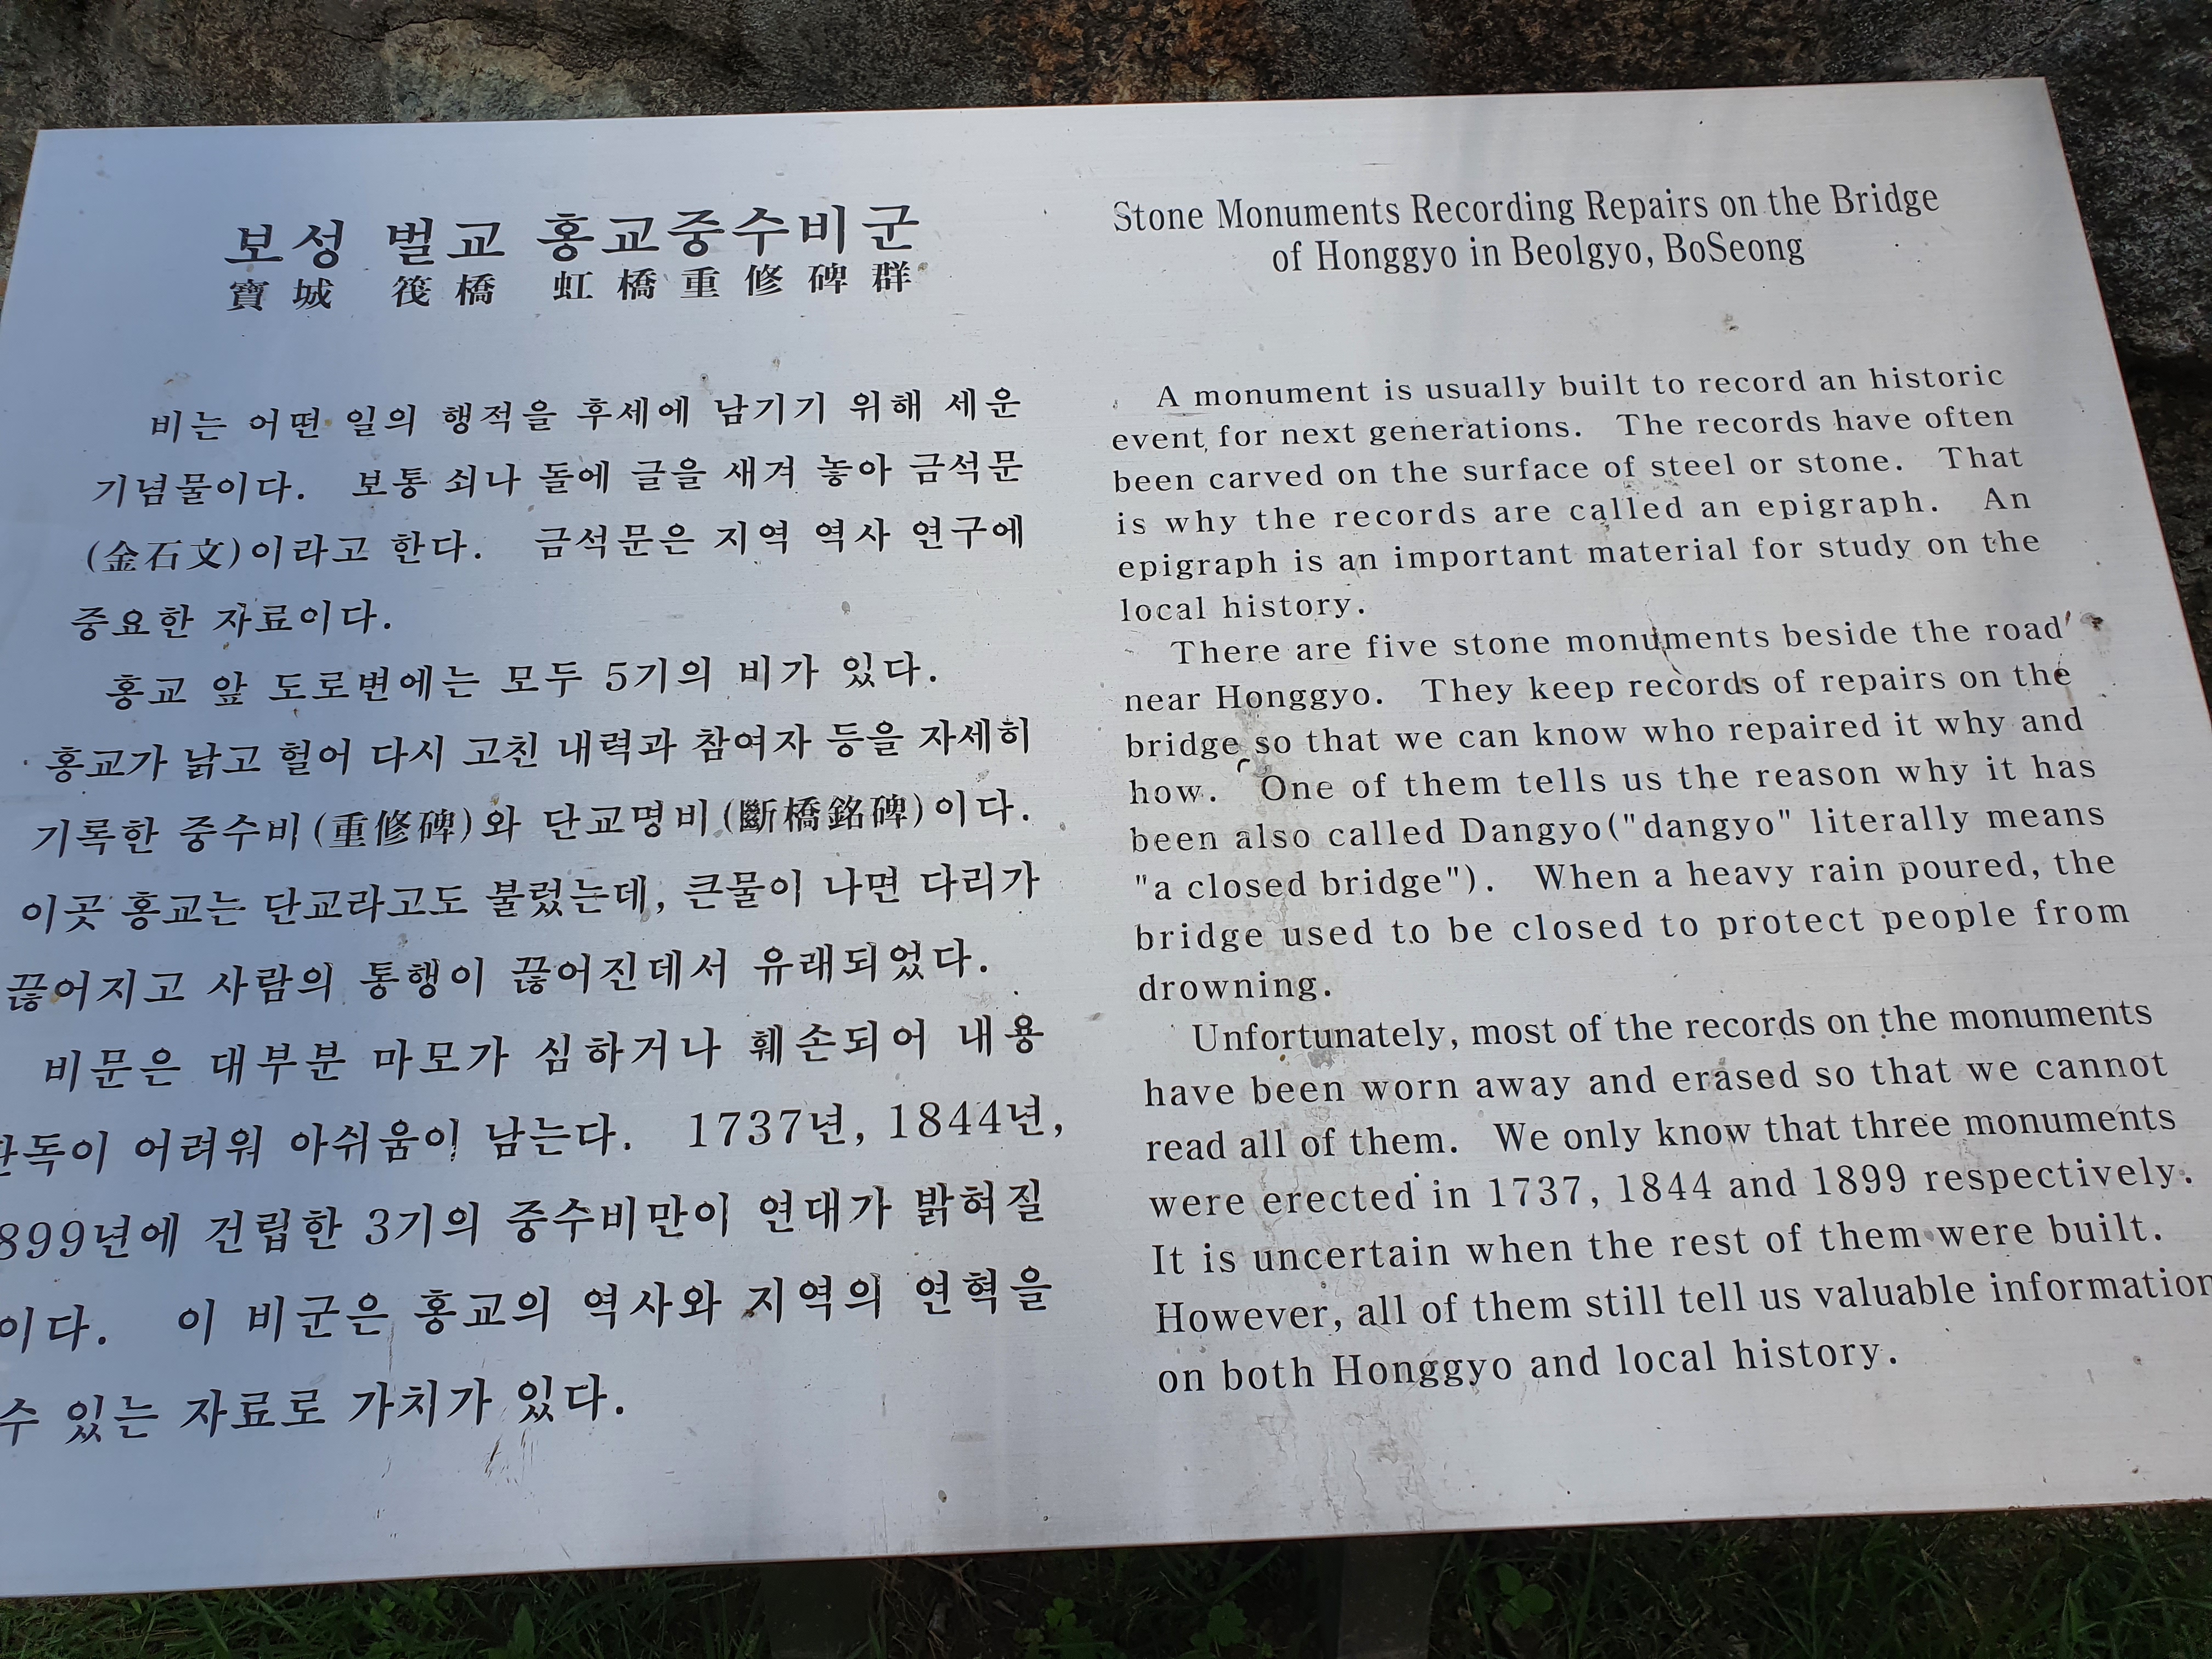 보성 벌교 홍교중수비군
寶城 筏橋 虹橋重修碑群
비는 어떤 일의 행적을 후세에 남기기 위해 세운
기념물이다. 보통 쇠나 돌에 글을 새겨 놓아 금석문
(金石文)이라고 한다. 금석문은 지역 역사 연구에
중요한 자료이다.
홍교 앞 도로변에는 모두 5기의 비가 있다.
홍교가 낡고 헐어 다시 고친 내력과 참여자 등을 자세히
기록한 중수비(重修碑)와 단교명비(斷橋銘碑)이다.
이곳 홍교는 단교라고도 불렀는데, 큰물이 나면 다리가
끊어지고 사람의 통행이 끊어진데서 유래되었다.
비문은 대부분 마모가 심하거나 훼손되어 내용
판독이 어려워 아쉬움이 남는다. 1737년, 1844년,
899년에 건립한 3기의 중수비만이 연대가 밝혀질
이다. 이 비군은 홍교의 역사와 지역의 연혁을
수 있는 자료로 가치가 있다.
Stone Monuments Recording Repairs on the Bridge
of Honggyo in Beolgyo, BoSeong
A monument is usually built to record an historic
event for next generations. The records have often
been carved on the surface of steel or stone. That
is why the records are called an epigraph. An
epigraph is an important material for study on the
local history.
There are five stone monuments beside the road
near Honggyo. They keep records of repairs on the
bridge so that we can know who repaired it why and
how. One of them tells us the reason why it has
been also called Dangyo("dangyo" literally means
"a closed bridge"). When a heavy rain poured, the
bridge used to be closed to protect people from
drowning.
Unfortunately, most of the records on the monuments
have been worn away and erased so that we cannot
read all of them. We only know that three monuments
were erected in 1737, 1844 and 1899 respectively.
It is uncertain when the rest of them were built.
However, all of them still tell us valuable information
on both Honggyo and local history.